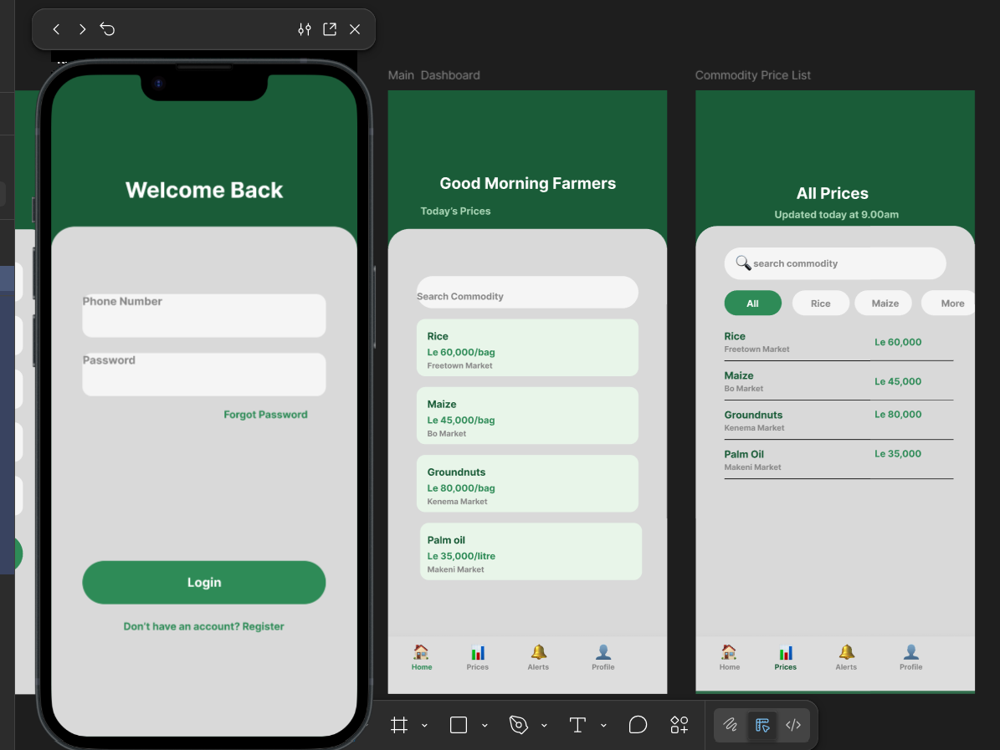 Main Dashboard
Commodity Price List
Welcome Back
Phone Number
Password
Forgot Password
Login
Don't have an account? Register
Good Morning Farmers
Today's Prices
Search Commodity
Rice
Le 60,000/bag
Freetown Market
Maize
Le 45,000/bag
Bo Market
Groundnuts
Le 80,000/bag
Kenema Market
Palm oil
Le 35,000/litre
Makeni Market
Home Prices Alerts Profile
All Prices
Updated today at 9.00am
search commodity
All Rice Maize More
Rice
Le 60,000
Freetown Market
Maize
Le 45,000
Bo Market
Groundnuts
Le 80,000
Kenema Market
Palm Oil
Le 35,000
Makeni Market
Home Prices Alerts Profile